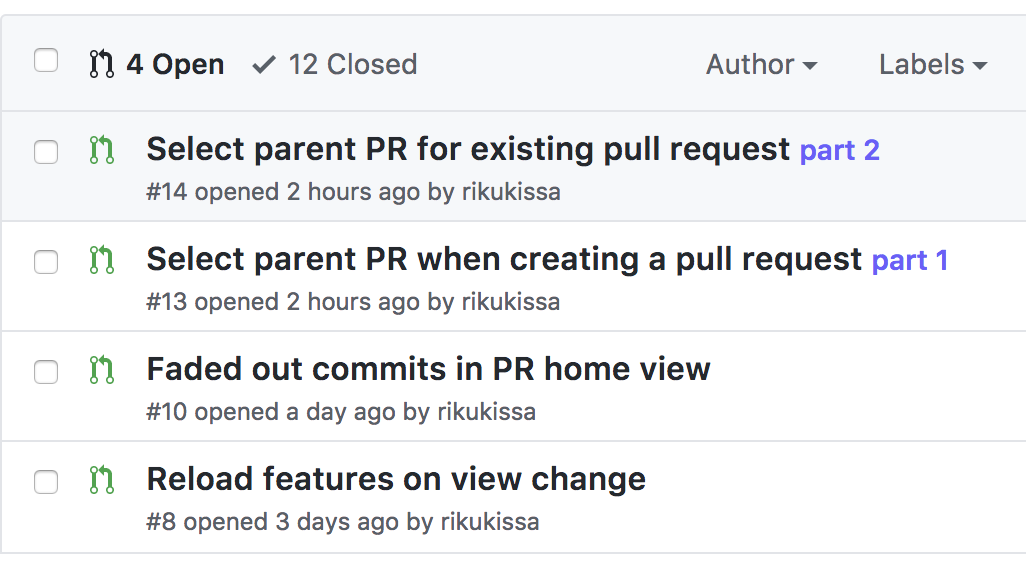 4 Open 12 Closed Author Labels
Select parent PR for existing pull request part 2
#14 opened 2 hours ago by rikukissa
Select parent PR when creating a pull request part 1
#13 opened 2 hours ago by rikukissa
Faded out commits in PR home view
#10 opened a day ago by rikukissa
Reload features on view change
#8 opened 3 days ago by rikukissa